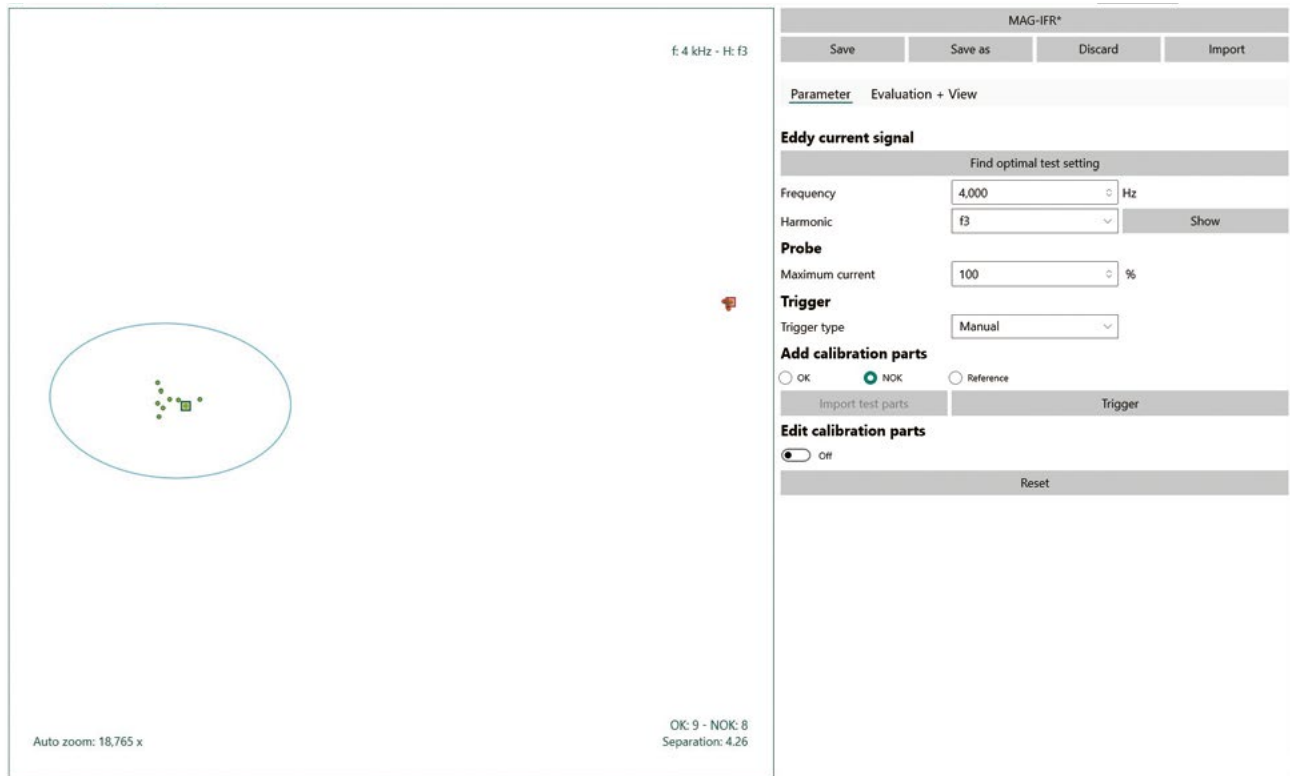 f: 4 kHz - H: f3
Auto zoom: 18,765 x
OK: 9 - NOK: 8
Separation: 4.26
MAG-IFR*
Save Save as Discard Import
Parameter Evaluation + View
Eddy current signal
Find optimal test setting
Frequency 4,000 Hz
Harmonic f3 Show
Probe
Maximum current 100 %
Trigger
Trigger type Manual
Add calibration parts
OK NOK Reference
Import test parts Trigger
Edit calibration parts
Off
Reset